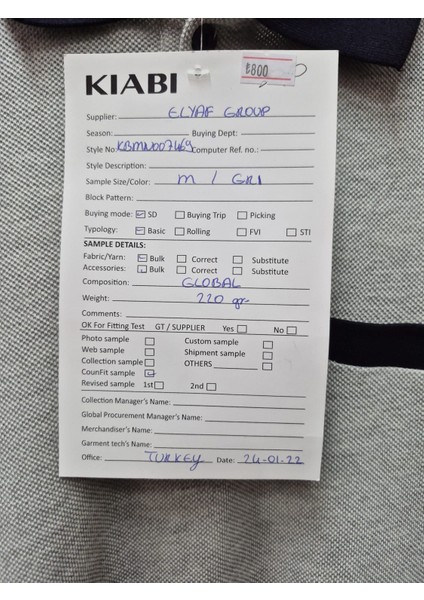 KIABI
₺800
Supplier: ELYAF GROUP
Season: Buying Dept:
Style No: KBMW007469 Computer Ref. no.:
Style Description:
Sample Size/Color: M / GRI
Block Pattern:
Buying mode: SD Buying Trip Picking
Typology: Basic Rolling FVI STI
SAMPLE DETAILS:
Fabric/Yarn: Bulk Correct Substitute
Accessories: Bulk Correct Substitute
Composition: GLOBAL
Weight: 220 gr.
Comments:
OK For Fitting Test GT / SUPPLIER Yes No
Photo sample Custom sample
Web sample Shipment sample
Collection sample OTHERS
CounFit sample
Revised sample 1st 2nd
Collection Manager's Name:
Global Procurement Manager's Name:
Merchandiser's Name:
Garment tech's Name:
Office: TURKEY Date: 24-01-22